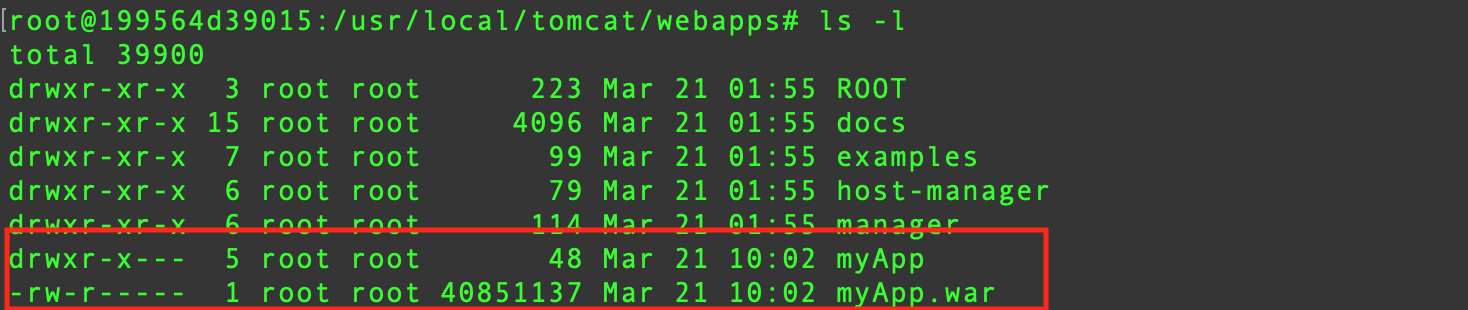 [root@199564d39015:/usr/local/tomcat/webapps# ls -l
total 39900
drwxr-xr-x  3 root root      223 Mar 21 01:55 ROOT
drwxr-xr-x 15 root root     4096 Mar 21 01:55 docs
drwxr-xr-x  7 root root       99 Mar 21 01:55 examples
drwxr-xr-x  6 root root       79 Mar 21 01:55 host-manager
drwxr-xr-x  6 root root      114 Mar 21 01:55 manager
drwxr-x---  5 root root       48 Mar 21 10:02 myApp
-rw-r-----  1 root root 40851137 Mar 21 10:02 myApp.war